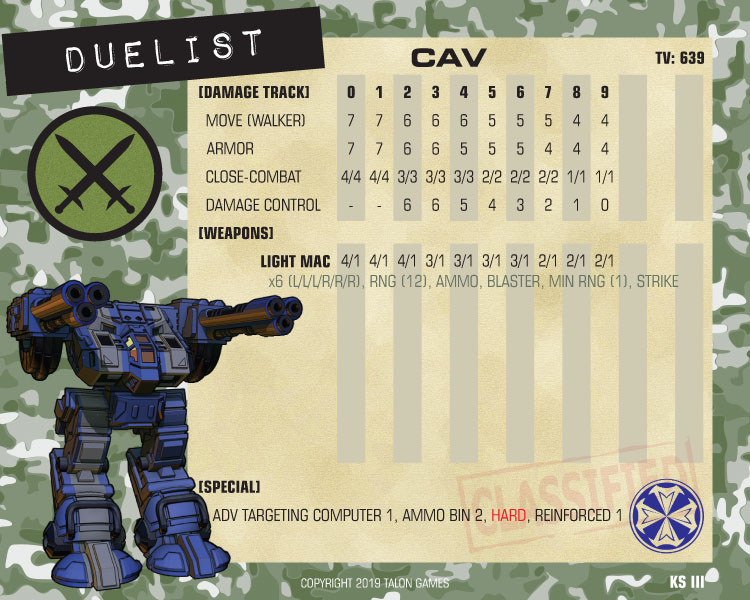 DUELIST
CAV TV: 639
[DAMAGE TRACK] 0 1 2 3 4 5 6 7 8 9
MOVE (WALKER) 7 7 6 6 6 5 5 5 4 4
ARMOR 7 7 6 6 5 5 5 4 4 4
CLOSE-COMBAT 4/4 4/4 3/3 3/3 3/3 2/2 2/2 2/2 1/1 1/1
DAMAGE CONTROL - - 6 6 5 4 3 2 1 0
[WEAPONS]
LIGHT MAC 4/1 4/1 4/1 3/1 3/1 3/1 3/1 2/1 2/1 2/1
x6 (L/L/L/R/R/R), RNG (12), AMMO, BLASTER, MIN RNG (1), STRIKE
CLASSIFIED
[SPECIAL]
ADV TARGETING COMPUTER 1, AMMO BIN 2, HARD, REINFORCED 1
COPYRIGHT 2019 TALON GAMES
KS III